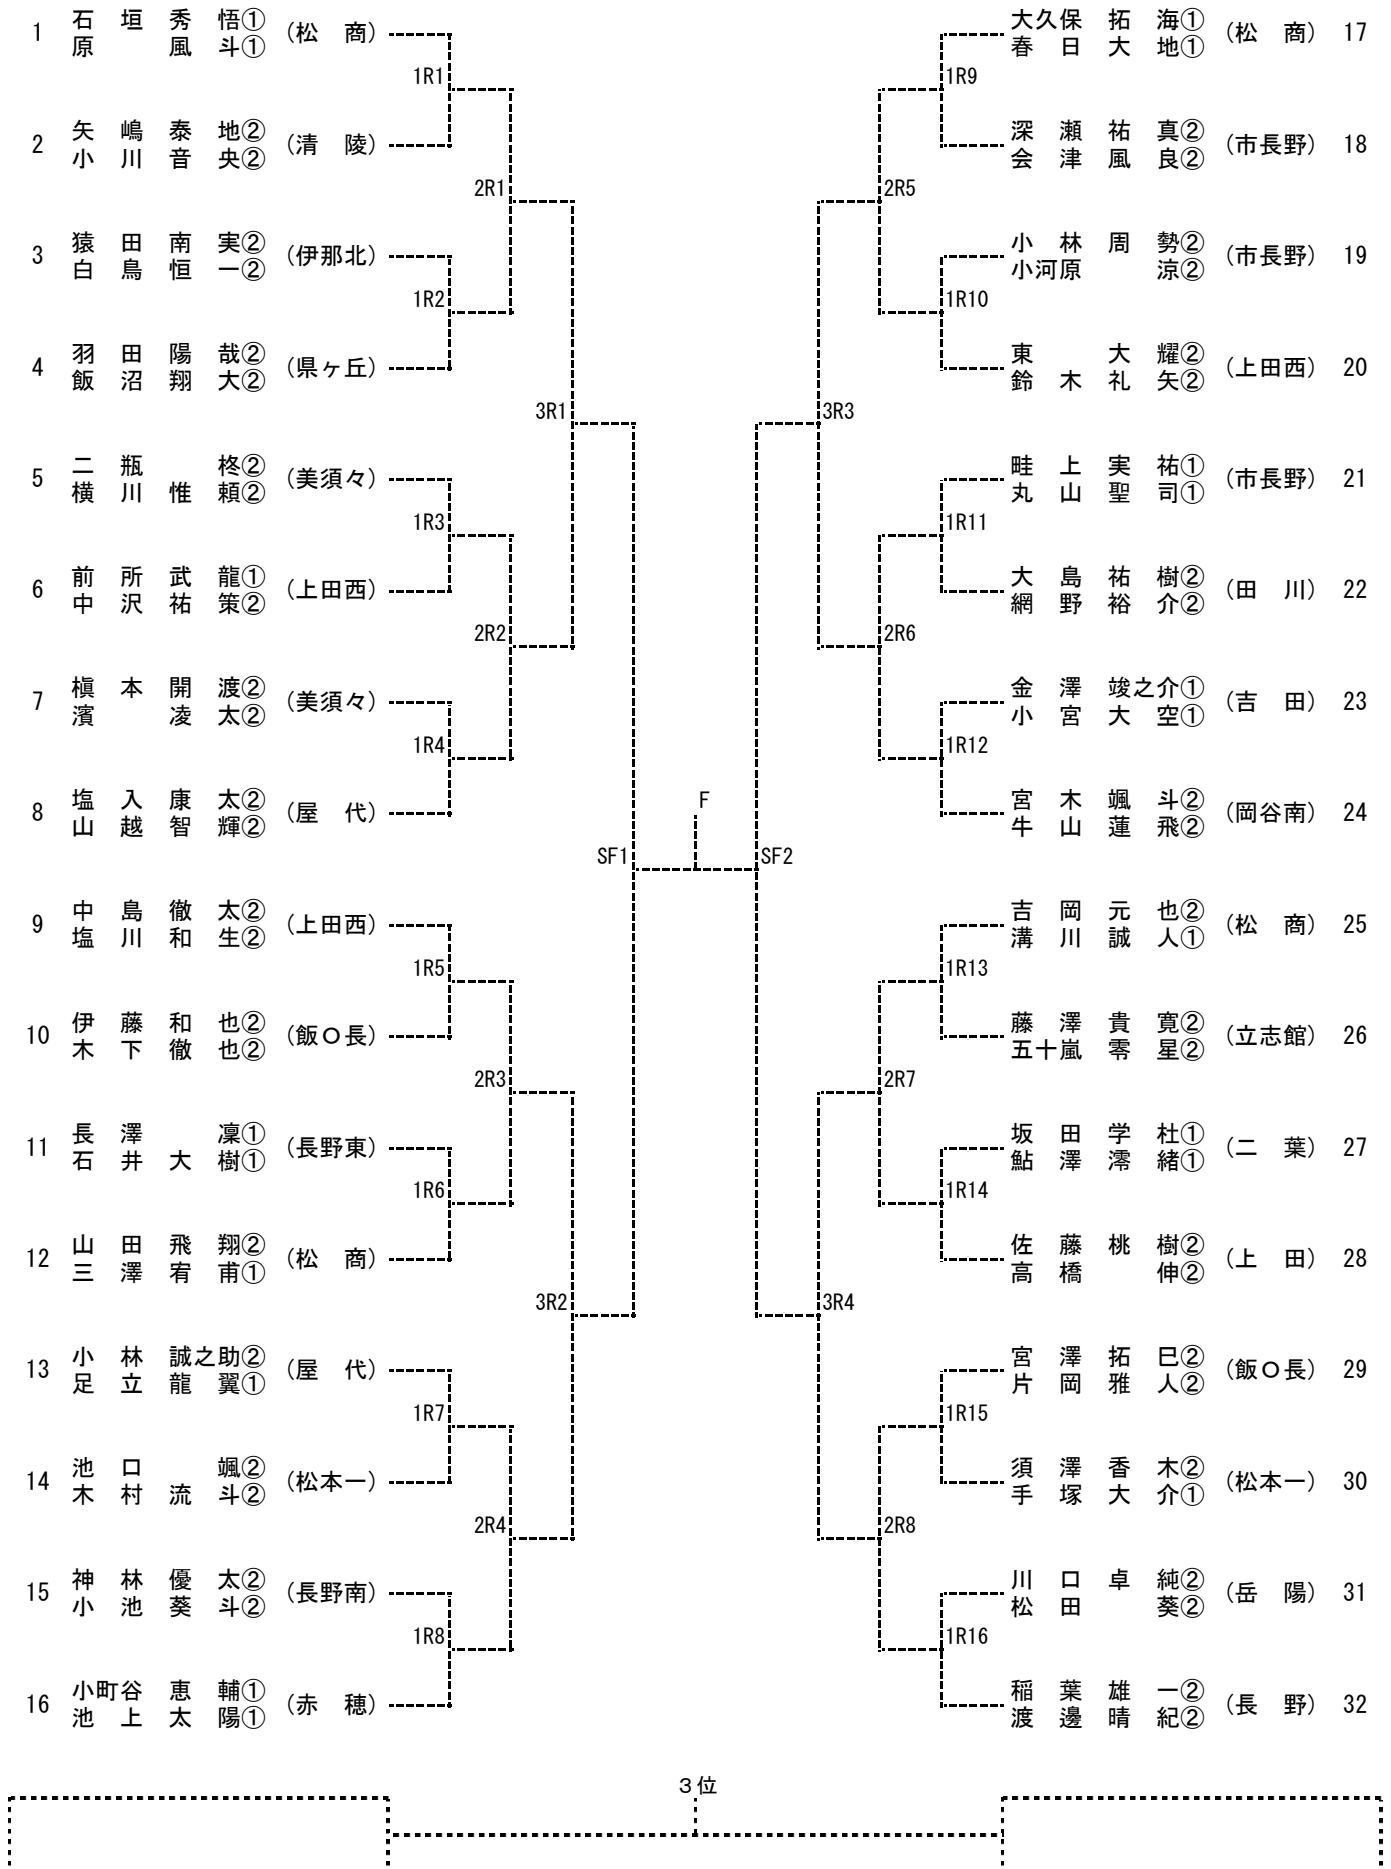 1 石垣秀悟① 原風斗① (松商)
1R1
2 矢嶋泰地② 小川音央② (清陵)
2R1
3 猿田南実② 白鳥恒一② (伊那北)
1R2
4 羽田陽哉② 飯沼翔大② (県ヶ丘)
3R1
5 二瓶柊② 横川惟頼② (美須々)
1R3
6 前所武龍① 中沢祐策② (上田西)
2R2
7 槇本開渡② 濱凌太② (美須々)
1R4
8 塩入康太② 山越智輝② (屋代)
SF1
9 中島徹太② 塩川和生② (上田西)
1R5
10 伊藤和也② 木下徹也② (飯O長)
2R3
11 長澤凜① 石井大樹① (長野東)
1R6
12 山田飛翔② 三澤宥甫① (松商)
3R2
13 小林誠之助② 足立龍翼① (屋代)
1R7
14 池口颯② 木村流斗② (松本一)
2R4
15 神林優太② 小池葵斗② (長野南)
1R8
16 小町谷恵輔① 池上太陽① (赤穂)
F
大久保拓海① 春日大地① (松商) 17
1R9
深瀬祐真② 会津風良② (市長野) 18
2R5
小林周勢② 小河原涼② (市長野) 19
1R10
東大耀② 鈴木礼矢② (上田西) 20
3R3
畦上実祐① 丸山聖司① (市長野) 21
1R11
大島祐樹② 網野裕介② (田川) 22
2R6
金澤竣之介① 小宮大空① (吉田) 23
1R12
宮木颯斗② 牛山蓮飛② (岡谷南) 24
SF2
吉岡元也② 溝川誠人① (松商) 25
1R13
藤澤貴寛② 五十嵐零星② (立志館) 26
2R7
坂田学杜① 鮎澤澪緒① (二葉) 27
1R14
佐藤桃樹② 高橋伸② (上田) 28
3R4
宮澤拓巳② 片岡雅人② (飯O長) 29
1R15
須澤香木② 手塚大介① (松本一) 30
2R8
川口卓純② 松田葵② (岳陽) 31
1R16
稲葉雄一② 渡邊晴紀② (長野) 32
３位